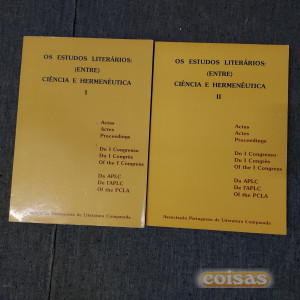 OS ESTUDOS LITERÁRIOS:
(ENTRE)
CIÊNCIA E HERMENÊUTICA
I
Actas
Actes
Proceedings
Do I Congresso
Du I Congrès
Of the I Congress
Da APLC
De l'APLC
Of the PCLA
Associação Portuguesa de Literatura Comparada
OS ESTUDOS LITERÁRIOS:
(ENTRE)
CIÊNCIA E HERMENÊUTICA
II
Actas
Actes
Proceedings
Do I Congresso
Du I Congrès
Of the I Congress
Da APLC
De l'APLC
Of the PCLA
Associação Portuguesa de Literatura Comparada
coisas